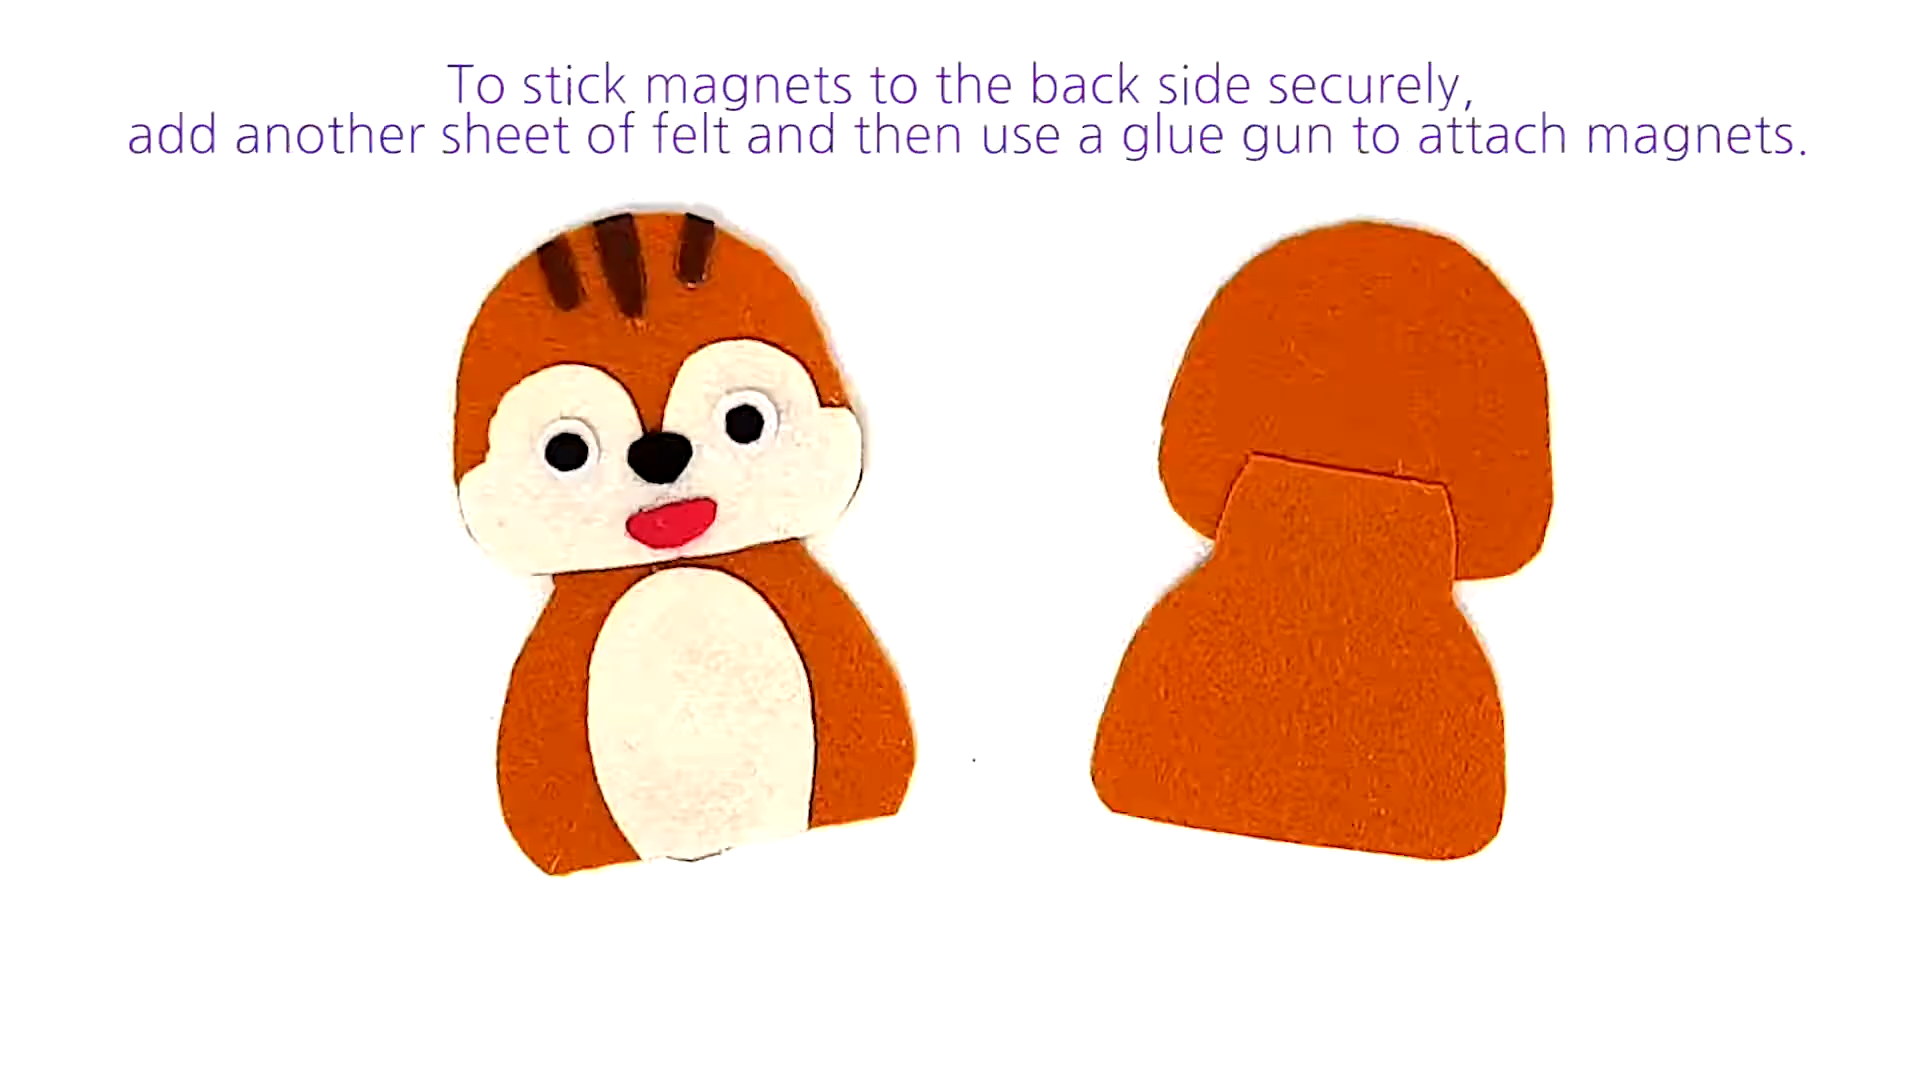 To stick magnets to the back side securely,
add another sheet of felt and then use a glue gun to attach magnets.